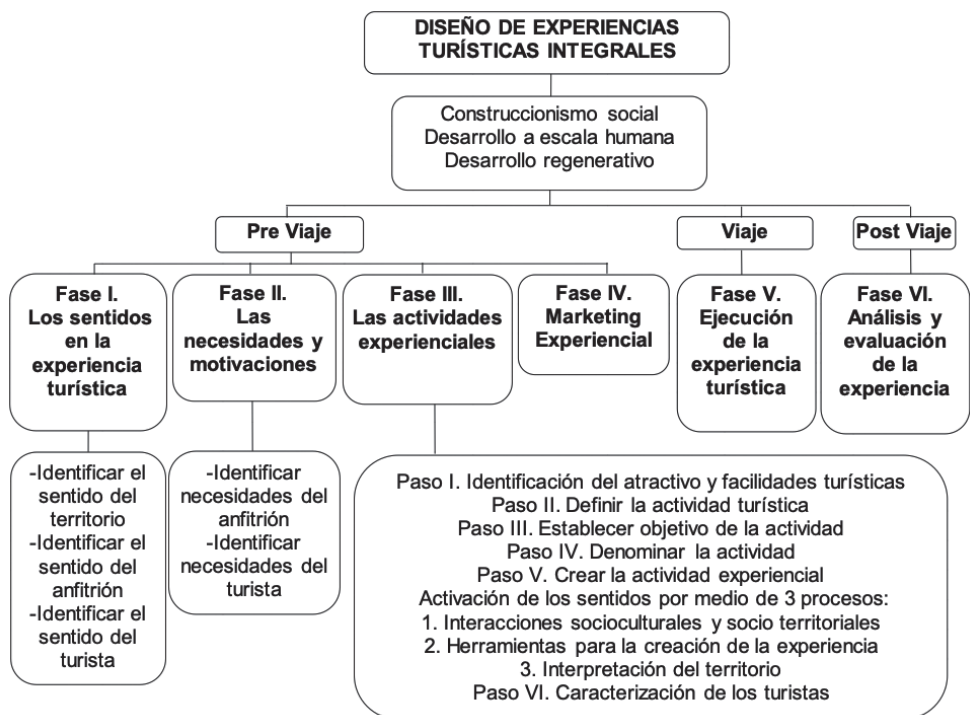 DISEÑO DE EXPERIENCIAS
TURÍSTICAS INTEGRALES
Construccionismo social
Desarrollo a escala humana
Desarrollo regenerativo
Pre Viaje
Viaje
Post Viaje
Fase I.
Los sentidos
en la
experiencia
turística
Fase II.
Las
necesidades y
motivaciones
Fase III.
Las actividades
experienciales
Fase IV.
Marketing
Experiencial
Fase V.
Ejecución
de la
experiencia
turística
Fase VI.
Análisis y
evaluación
de la
experiencia
-Identificar el
sentido del
territorio
-Identificar el
sentido del
anfitrión
-Identificar el
sentido del
turista
-Identificar
necesidades del
anfitrión
-Identificar
necesidades del
turista
Paso I. Identificación del atractivo y facilidades turísticas
Paso II. Definir la actividad turística
Paso III. Establecer objetivo de la actividad
Paso IV. Denominar la actividad
Paso V. Crear la actividad experiencial
Activación de los sentidos por medio de 3 procesos:
1. Interacciones socioculturales y socio territoriales
2. Herramientas para la creación de la experiencia
3. Interpretación del territorio
Paso VI. Caracterización de los turistas